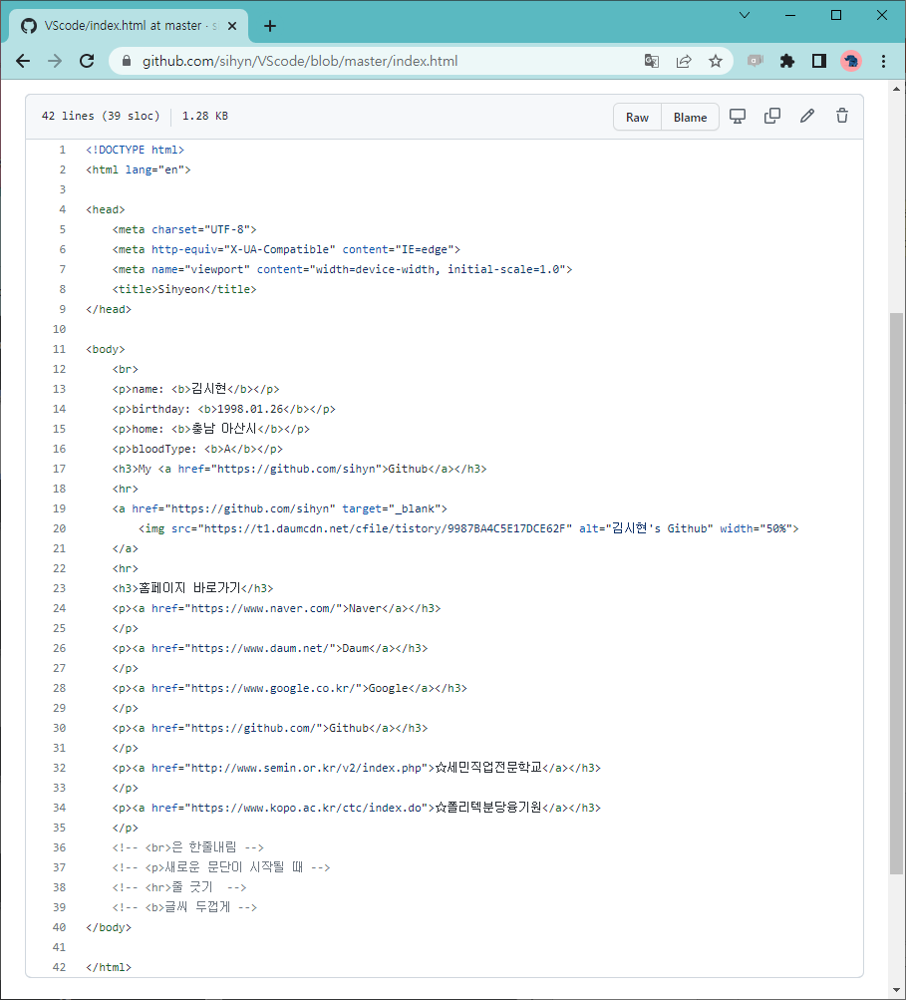 VScode/index.html at master · si
github.com/sihyn/VScode/blob/master/index.html
42 lines (39 sloc) 1.28 KB
Raw Blame
1 <!DOCTYPE html>
2 <html lang="en">
3
4 <head>
5 <meta charset="UTF-8">
6 <meta http-equiv="X-UA-Compatible" content="IE=edge">
7 <meta name="viewport" content="width=device-width, initial-scale=1.0">
8 <title>Sihyeon</title>
9 </head>
10
11 <body>
12 <br>
13 <p>name: <b>김시현</b></p>
14 <p>birthday: <b>1998.01.26</b></p>
15 <p>home: <b>충남 아산시</b></p>
16 <p>bloodType: <b>A</b></p>
17 <h3>My <a href="https://github.com/sihyn">Github</a></h3>
18 <hr>
19 <a href="https://github.com/sihyn" target="_blank">
20 <img src="https://t1.daumcdn.net/cfile/tistory/9987BA4C5E17DCE62F" alt="김시현's Github" width="50%">
21 </a>
22 <hr>
23 <h3>홈페이지 바로가기</h3>
24 <p><a href="https://www.naver.com/">Naver</a></h3>
25 </p>
26 <p><a href="https://www.daum.net/">Daum</a></h3>
27 </p>
28 <p><a href="https://www.google.co.kr/">Google</a></h3>
29 </p>
30 <p><a href="https://github.com/">Github</a></h3>
31 </p>
32 <p><a href="http://www.semin.or.kr/v2/index.php">☆세민직업전문학교</a></h3>
33 </p>
34 <p><a href="https://www.kopo.ac.kr/ctc/index.do">☆폴리텍분당융기원</a></h3>
35 </p>
36 <!-- <br>은 한줄내림 -->
37 <!-- <p>새로운 문단이 시작될 때 -->
38 <!-- <hr>줄 긋기  -->
39 <!-- <b>글씨 두껍게 -->
40 </body>
41
42 </html>